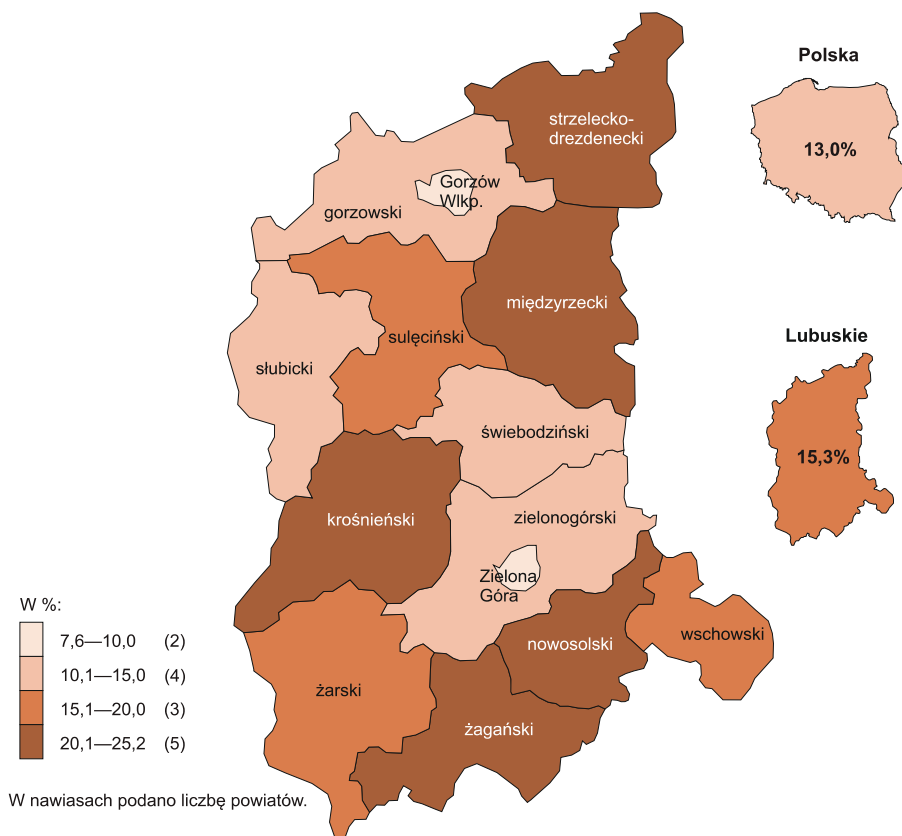 Polska
13,0%
strzelecko-
drezdenecki
Gorzów
Wlkp.
gorzowski
międzyrzecki
sulęciński
słubicki
Lubuskie
15,3%
świebodziński
krośnieński
zielonogórski
Zielona
Góra
nowosolski
wschowski
żarski
żagański
W %:
7,6—10,0 (2)
10,1—15,0 (4)
15,1—20,0 (3)
20,1—25,2 (5)
W nawiasach podano liczbę powiatów.